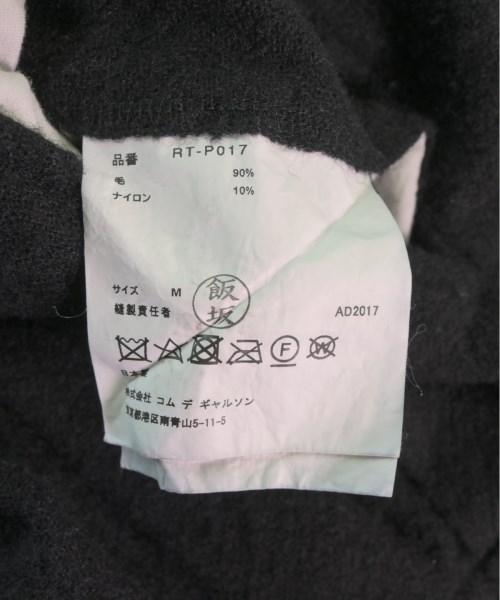 品番 RT-P017
毛 90%
ナイロン 10%
サイズ M
飯坂
縫製責任者 AD2017
F W
日本製
株式会社 コム デ ギャルソン
東京都港区南青山5-11-5